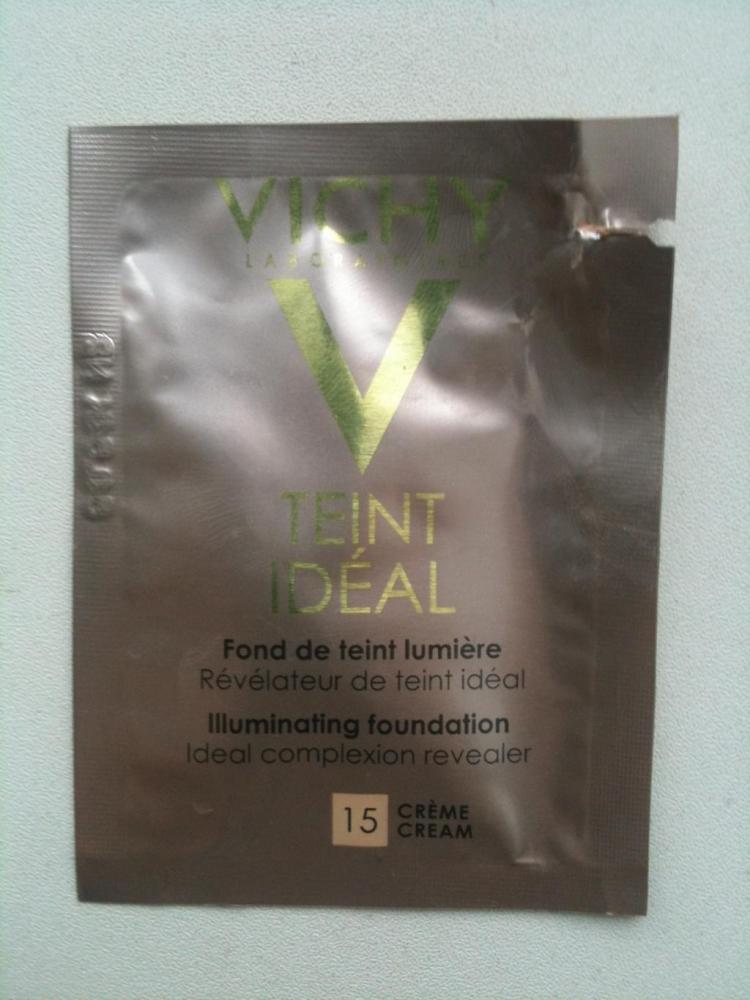 VICHY
LABORATOIRES
V
TEINT
IDÉAL
Fond de teint lumière
Révélateur de teint idéal
Illuminating foundation
Ideal complexion revealer
15 CRÈME
CREAM